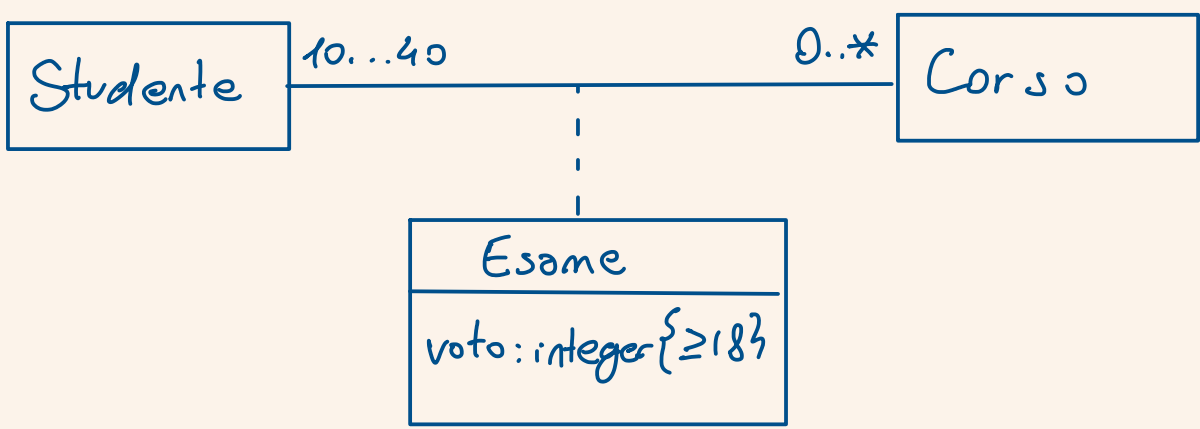 Studente
10...40
0..*
Corso
Esame
voto: integer{≥18}